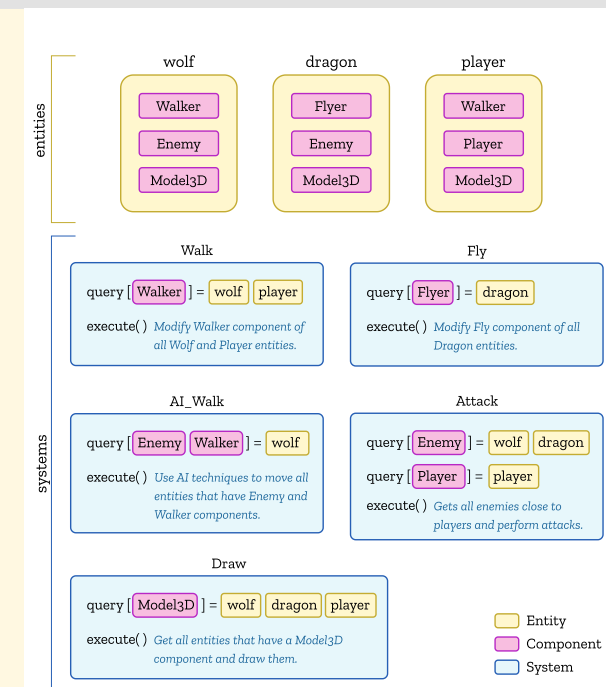 entities
wolf dragon player
Walker Flyer Walker
Enemy Enemy Player
Model3D Model3D Model3D
systems
Walk
query [ Walker ] = wolf player
execute( ) Modify Walker component of
all Wolf and Player entities.
Fly
query [ Flyer ] = dragon
execute( ) Modify Fly component of all
Dragon entities.
AI_Walk
query [ Enemy Walker ] = wolf
execute( ) Use AI techniques to move all
entities that have Enemy and
Walker components.
Attack
query [ Enemy ] = wolf dragon
query [ Player ] = player
execute( ) Gets all enemies close to
players and perform attacks.
Draw
query [ Model3D ] = wolf dragon player
execute( ) Get all entities that have a Model3D
component and draw them.
Entity
Component
System